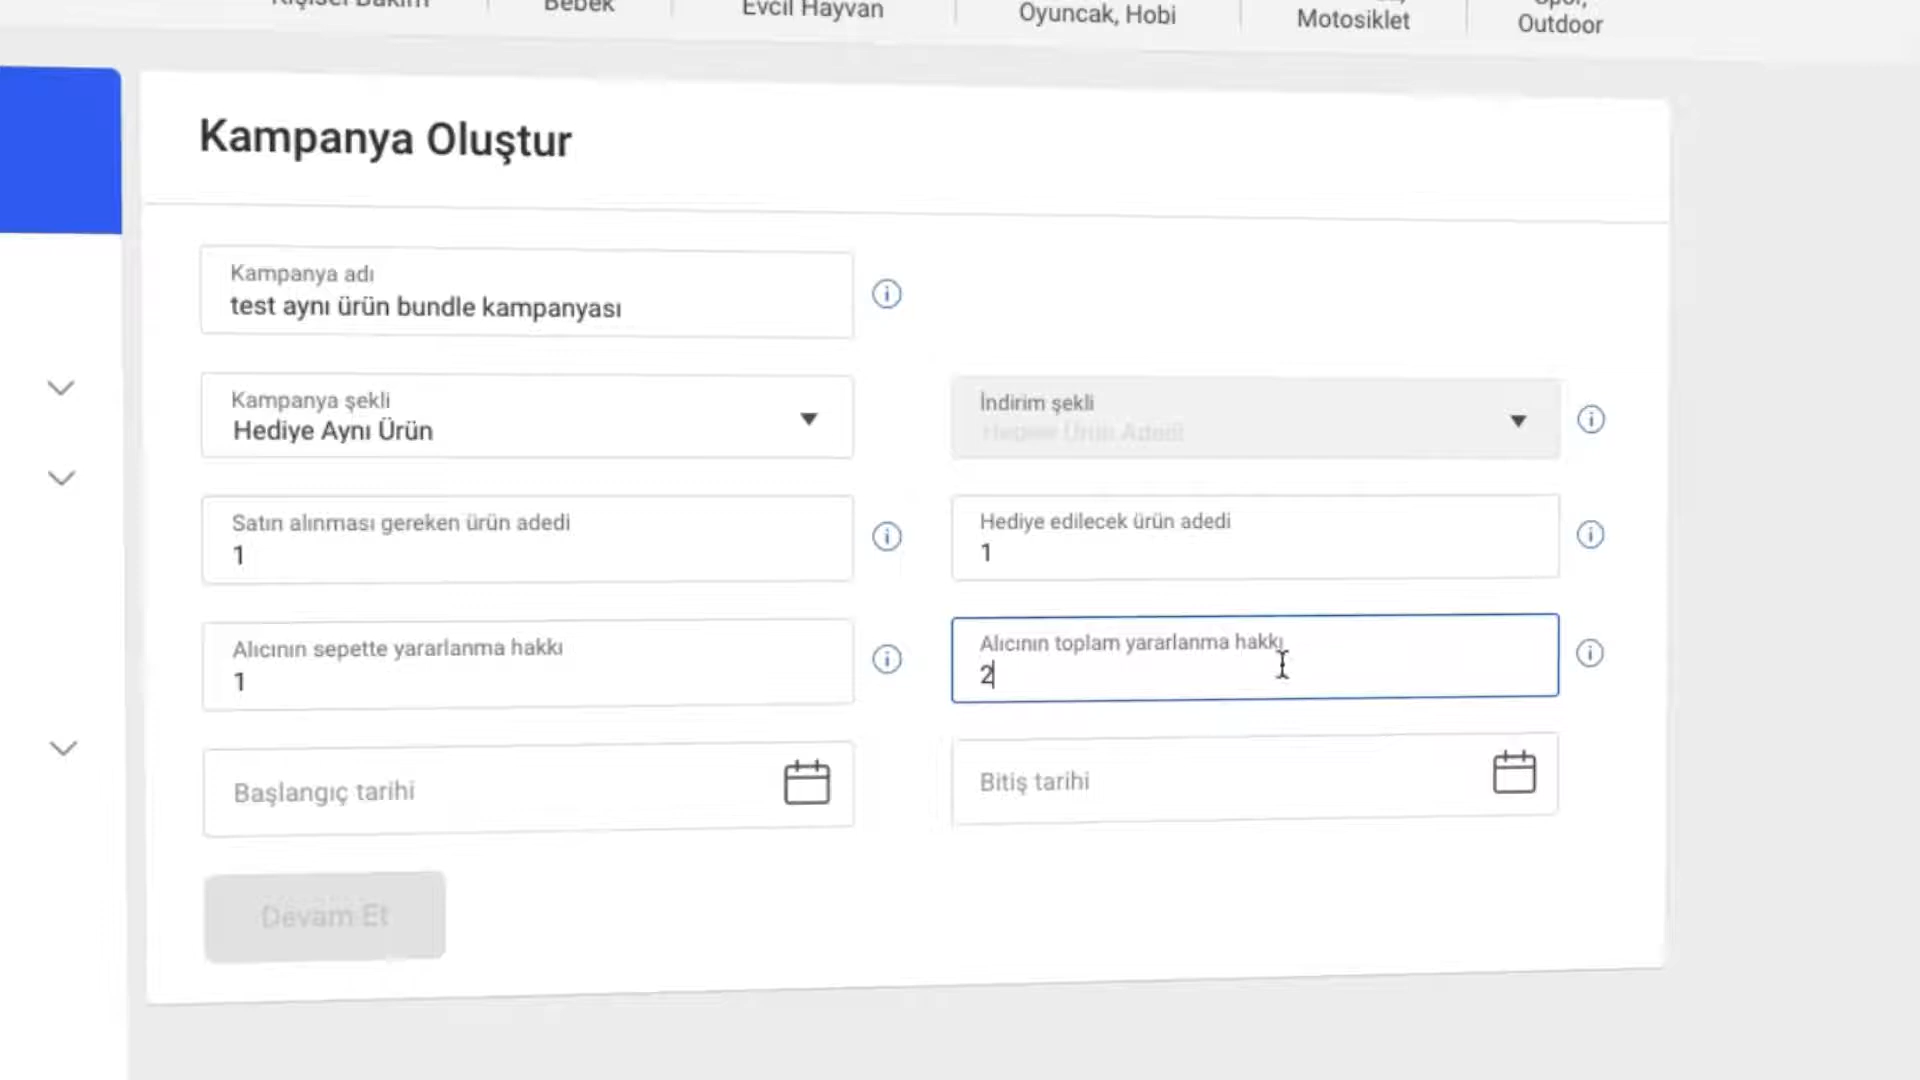 Bebek
Evcil Hayvan
Oyuncak, Hobi
Motosiklet
Outdoor
Kampanya Oluştur
Kampanya adı
test aynı ürün bundle kampanyası
Kampanya şekli
Hediye Aynı Ürün
İndirim şekli
Satın alınması gereken ürün adedi
1
Hediye edilecek ürün adedi
1
Alıcının sepette yararlanma hakkı
1
Alıcının toplam yararlanma hakkı
2
Başlangıç tarihi
Bitiş tarihi
Devam Et